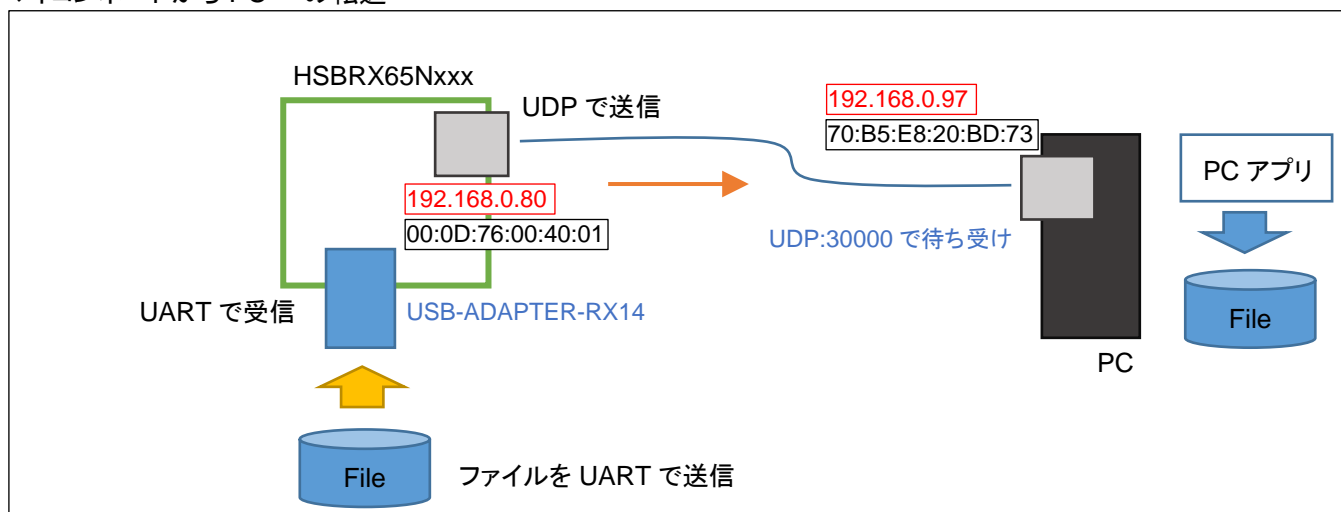 HSBRX65Nxxx
UDP で送信
192.168.0.97
70:B5:E8:20:BD:73
PC アプリ
192.168.0.80
00:0D:76:00:40:01
UDP:30000 で待ち受け
UART で受信
USB-ADAPTER-RX14
File
PC
File
ファイルを UART で送信